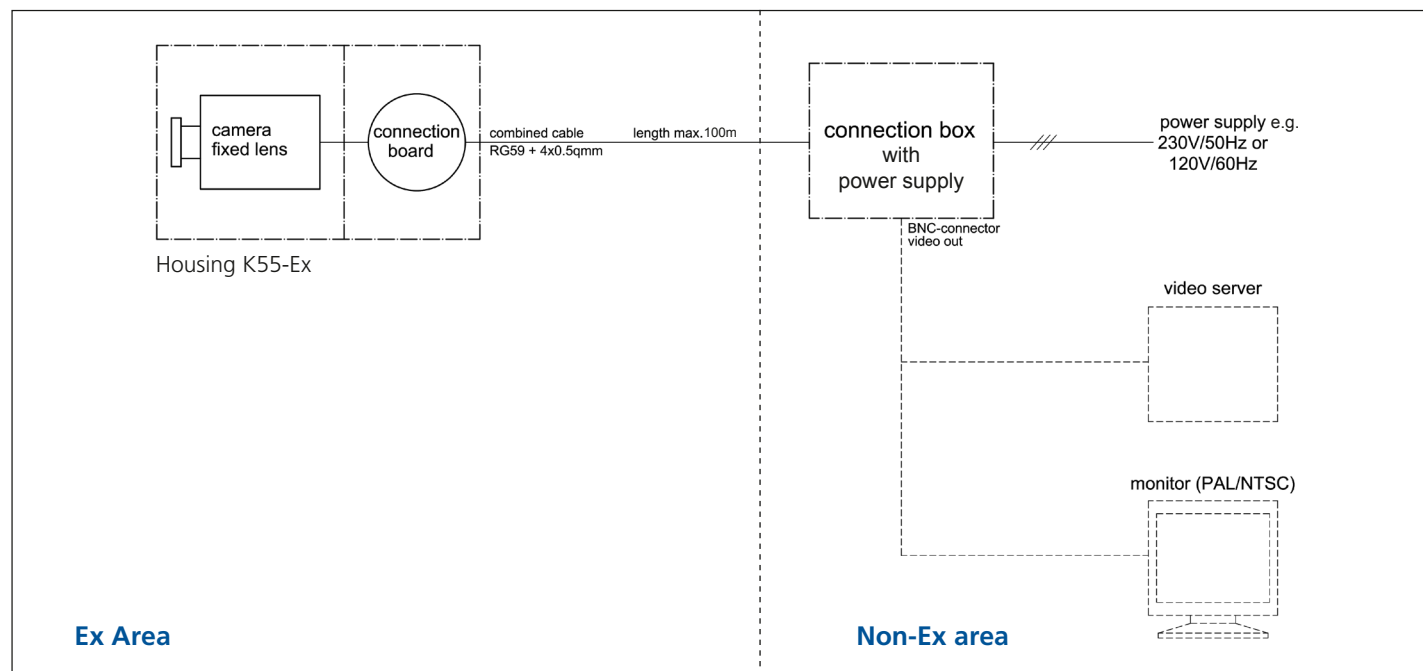 camera
fixed lens
connection
board
combined cable
RG59 + 4x0.5qmm
length max.100m
Housing K55-Ex
connection box
with
power supply
power supply e.g.
230V/50Hz or
120V/60Hz
BNC-connector
video out
video server
monitor (PAL/NTSC)
Ex Area
Non-Ex area